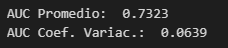 AUC Promedio:  0.7323
AUC Coef. Variac.:  0.0639